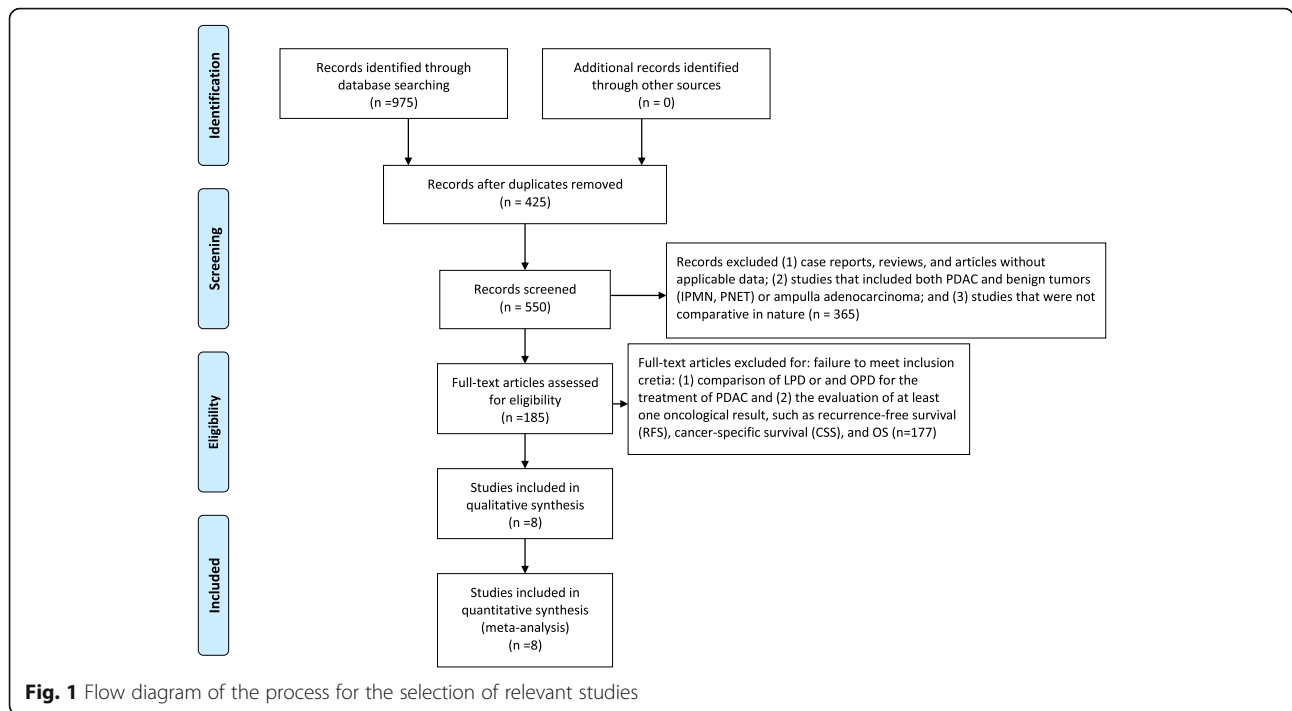 Identification
Records identified through
database searching
(n =975)
Additional records identified
through other sources
(n = 0)
Records after duplicates removed
(n = 425)
Screening
Records screened
(n = 550)
Records excluded (1) case reports, reviews, and articles without
applicable data; (2) studies that included both PDAC and benign tumors
(IPMN, PNET) or ampulla adenocarcinoma; and (3) studies that were not
comparative in nature (n = 365)
Eligibility
Full-text articles assessed
for eligibility
(n =185)
Full-text articles excluded for: failure to meet inclusion
cretia: (1) comparison of LPD or and OPD for the
treatment of PDAC and (2) the evaluation of at least
one oncological result, such as recurrence-free survival
(RFS), cancer-specific survival (CSS), and OS (n=177)
Studies included in
qualitative synthesis
(n =8)
Included
Studies included in
quantitative synthesis
(meta-analysis)
(n =8)
Fig. 1 Flow diagram of the process for the selection of relevant studies